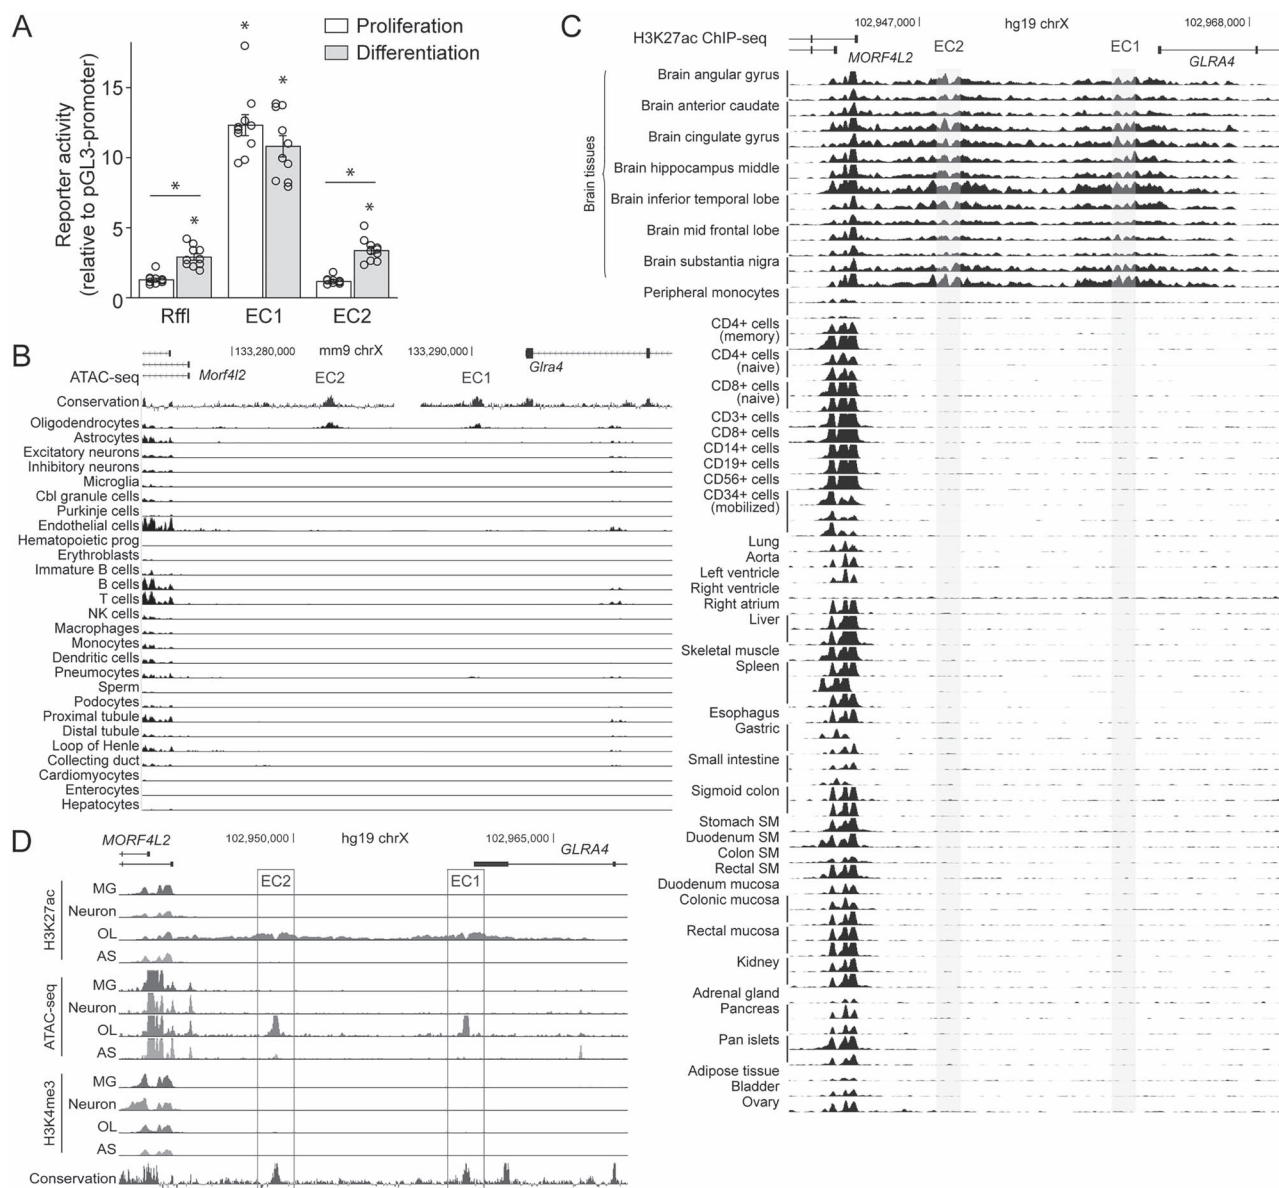 A
Proliferation
Differentiation
Reporter activity
(relative to pGL3-promoter)
15
10
5
0
*
*
*
*
*
*
Rffl
EC1
EC2
B
133,280,000
mm9 chrX
133,290,000
Morf4l2
Glra4
ATAC-seq
EC2
EC1
Conservation
Oligodendrocytes
Astrocytes
Excitatory neurons
Inhibitory neurons
Microglia
Cbl granule cells
Purkinje cells
Endothelial cells
Hematopoietic prog
Erythroblasts
Immature B cells
B cells
T cells
NK cells
Macrophages
Monocytes
Dendritic cells
Pneumocytes
Sperm
Podocytes
Proximal tubule
Distal tubule
Loop of Henle
Collecting duct
Cardiomyocytes
Enterocytes
Hepatocytes
C
102,947,000
hg19 chrX
102,968,000
H3K27ac ChIP-seq
EC2
EC1
MORF4L2
GLRA4
Brain tissues
Brain angular gyrus
Brain anterior caudate
Brain cingulate gyrus
Brain hippocampus middle
Brain inferior temporal lobe
Brain mid frontal lobe
Brain substantia nigra
Peripheral monocytes
CD4+ cells
(memory)
CD4+ cells
(naive)
CD8+ cells
(naive)
CD3+ cells
CD8+ cells
CD14+ cells
CD19+ cells
CD56+ cells
CD34+ cells
(mobilized)
Lung
Aorta
Left ventricle
Right ventricle
Right atrium
Liver
Skeletal muscle
Spleen
Esophagus
Gastric
Small intestine
Sigmoid colon
Stomach SM
Duodenum SM
Colon SM
Rectal SM
Duodenum mucosa
Colonic mucosa
Rectal mucosa
Kidney
Adrenal gland
Pancreas
Pan islets
Adipose tissue
Bladder
Ovary
D
MORF4L2
102,950,000
hg19 chrX
102,965,000
GLRA4
EC2
EC1
H3K27ac
MG
Neuron
OL
AS
ATAC-seq
MG
Neuron
OL
AS
H3K4me3
MG
Neuron
OL
AS
Conservation